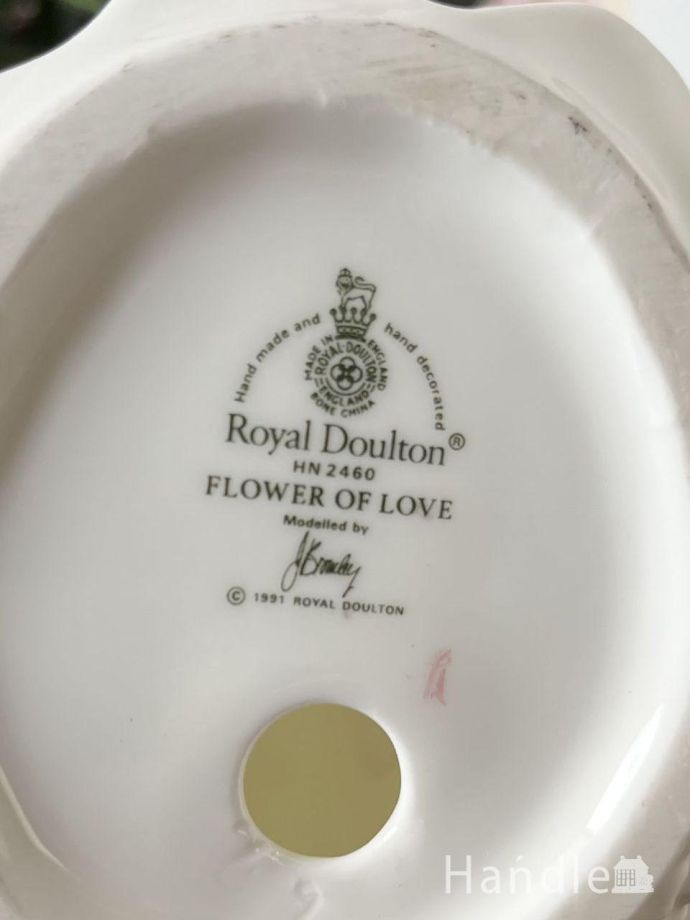 Hand made and hand decorated
MADE IN ENGLAND
ROYAL·DOULTON
ENGLAND
BONE CHINA
Royal Doulton®
HN 2460
FLOWER OF LOVE
Modelled by
JBromley
© 1991 ROYAL DOULTON
Handle